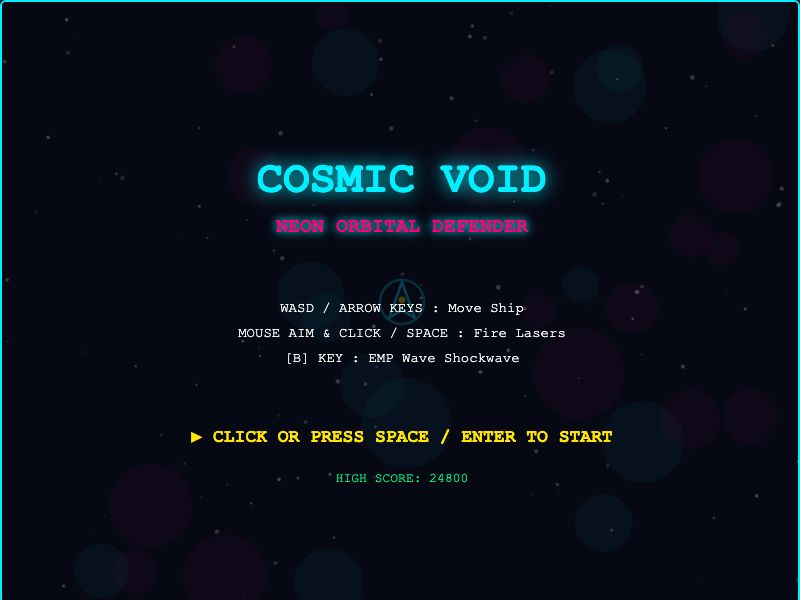 COSMIC VOID
NEON ORBITAL DEFENDER
WASD / ARROW KEYS : Move Ship
MOUSE AIM & CLICK / SPACE : Fire Lasers
[B] KEY : EMP Wave Shockwave
▶ CLICK OR PRESS SPACE / ENTER TO START
HIGH SCORE: 24800